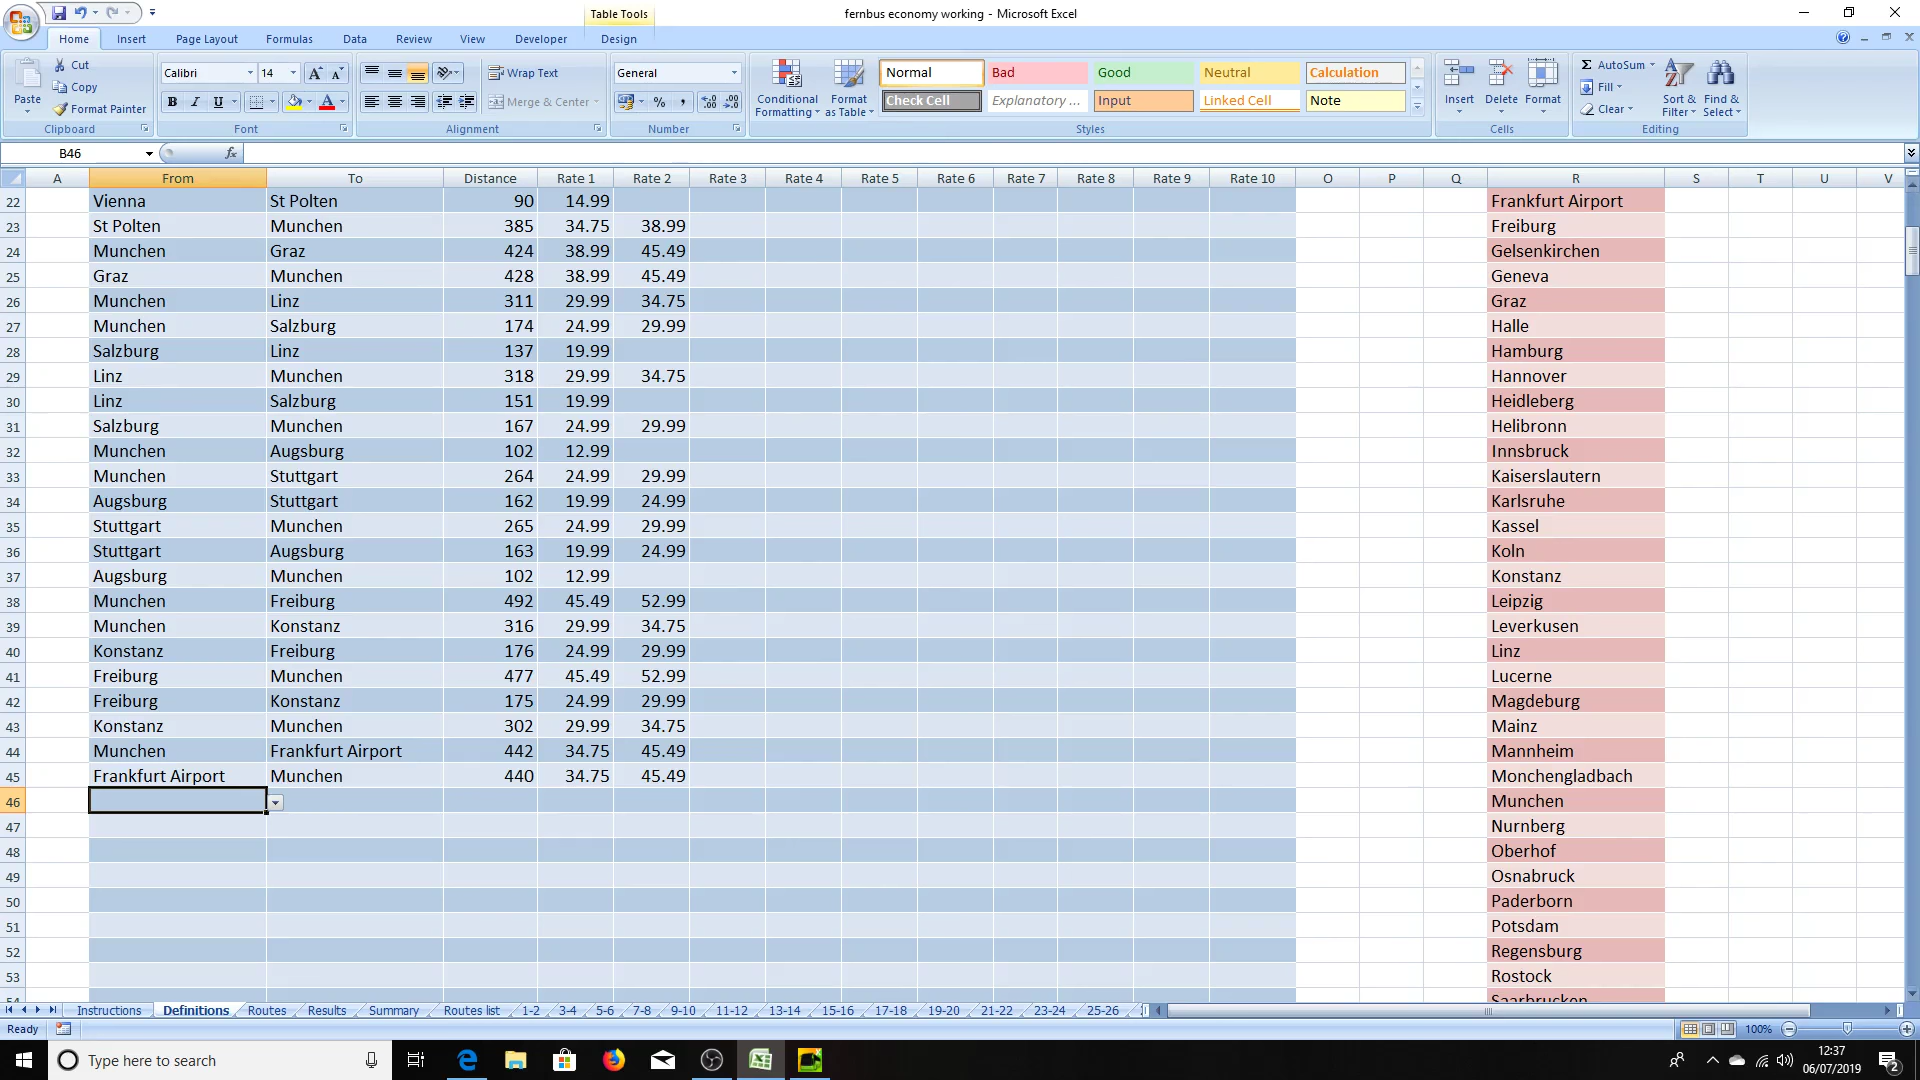 Table Tools
fernbus economy working - Microsoft Excel
Home Insert Page Layout Formulas Data Review View Developer Design
Paste
Cut
Copy
Format Painter
Clipboard
Calibri 14
B I U
Font
Wrap Text
Merge & Center
Alignment
General
% ,
Number
Conditional Formatting
Format as Table
Normal Bad Good Neutral Calculation
Check Cell Explanatory ... Input Linked Cell Note
Styles
Insert Delete Format
Cells
Σ AutoSum
Fill
Clear
Sort & Filter
Find & Select
Editing
B46 fx
A From To Distance Rate 1 Rate 2 Rate 3 Rate 4 Rate 5 Rate 6 Rate 7 Rate 8 Rate 9 Rate 10 O P Q R S T U V
22 Vienna St Polten 90 14.99 Frankfurt Airport
23 St Polten Munchen 385 34.75 38.99 Freiburg
24 Munchen Graz 424 38.99 45.49 Gelsenkirchen
25 Graz Munchen 428 38.99 45.49 Geneva
26 Munchen Linz 311 29.99 34.75 Graz
27 Munchen Salzburg 174 24.99 29.99 Halle
28 Salzburg Linz 137 19.99 Hamburg
29 Linz Munchen 318 29.99 34.75 Hannover
30 Linz Salzburg 151 19.99 Heidleberg
31 Salzburg Munchen 167 24.99 29.99 Helibronn
32 Munchen Augsburg 102 12.99 Innsbruck
33 Munchen Stuttgart 264 24.99 29.99 Kaiserslautern
34 Augsburg Stuttgart 162 19.99 24.99 Karlsruhe
35 Stuttgart Munchen 265 24.99 29.99 Kassel
36 Stuttgart Augsburg 163 19.99 24.99 Koln
37 Augsburg Munchen 102 12.99 Konstanz
38 Munchen Freiburg 492 45.49 52.99 Leipzig
39 Munchen Konstanz 316 29.99 34.75 Leverkusen
40 Konstanz Freiburg 176 24.99 29.99 Linz
41 Freiburg Munchen 477 45.49 52.99 Lucerne
42 Freiburg Konstanz 175 24.99 29.99 Magdeburg
43 Konstanz Munchen 302 29.99 34.75 Mainz
44 Munchen Frankfurt Airport 442 34.75 45.49 Mannheim
45 Frankfurt Airport Munchen 440 34.75 45.49 Monchengladbach
46 Munchen
47 Nurnberg
48 Oberhof
49 Osnabruck
50 Paderborn
51 Potsdam
52 Regensburg
53 Rostock
54 Saarbrucken
Instructions Definitions Routes Results Summary Routes list 1-2 3-4 5-6 7-8 9-10 11-12 13-14 15-16 17-18 19-20 21-22 23-24 25-26
Ready 100%
Type here to search
12:37
06/07/2019
2